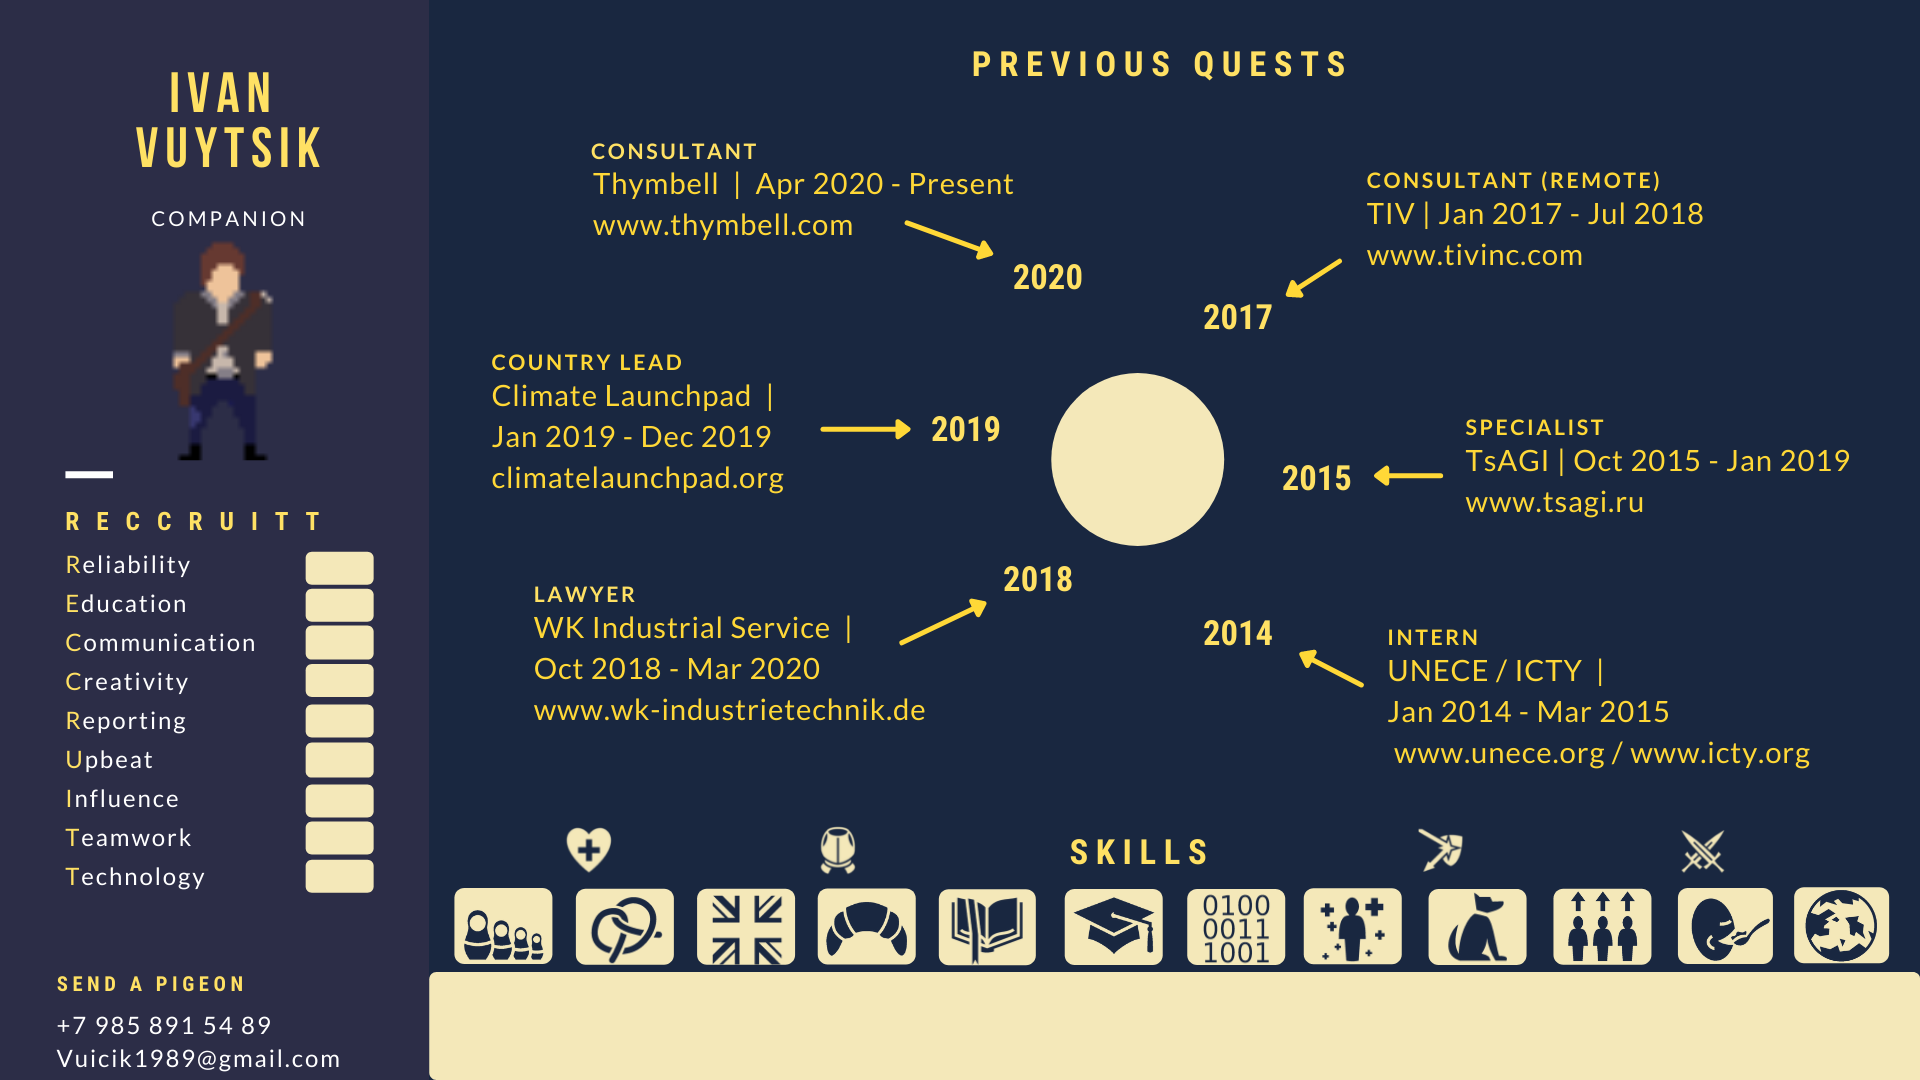 IVAN
VUYTSIK
COMPANION
RECCRUITT
Reliability
Education
Communication
Creativity
Reporting
Upbeat
Influence
Teamwork
Technology
SEND A PIGEON
+7 985 891 54 89
Vuicik1989@gmail.com
PREVIOUS QUESTS
CONSULTANT
Thymbell | Apr 2020 - Present
www.thymbell.com
2020
COUNTRY LEAD
Climate Launchpad |
Jan 2019 - Dec 2019
climatelaunchpad.org
2019
LAWYER
WK Industrial Service |
Oct 2018 - Mar 2020
www.wk-industrietechnik.de
2018
CONSULTANT (REMOTE)
TIV | Jan 2017 - Jul 2018
www.tivinc.com
2017
SPECIALIST
TsAGI | Oct 2015 - Jan 2019
www.tsagi.ru
2015
INTERN
UNECE / ICTY |
Jan 2014 - Mar 2015
www.unece.org / www.icty.org
2014
SKILLS
0100
0011
1001